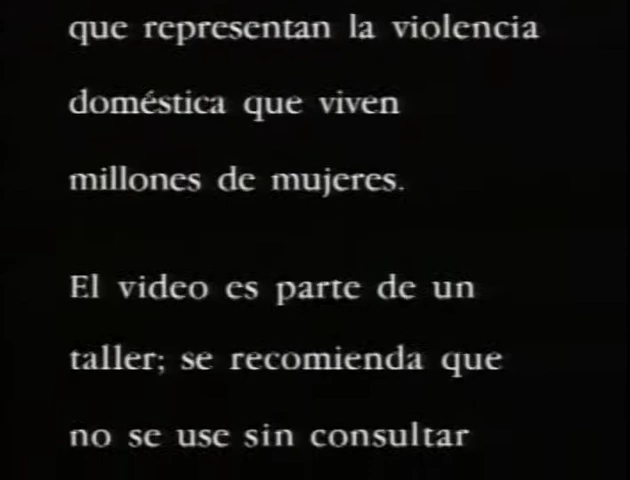 que representan la violencia
doméstica que viven
millones de mujeres.
El video es parte de un
taller; se recomienda que
no se use sin consultar